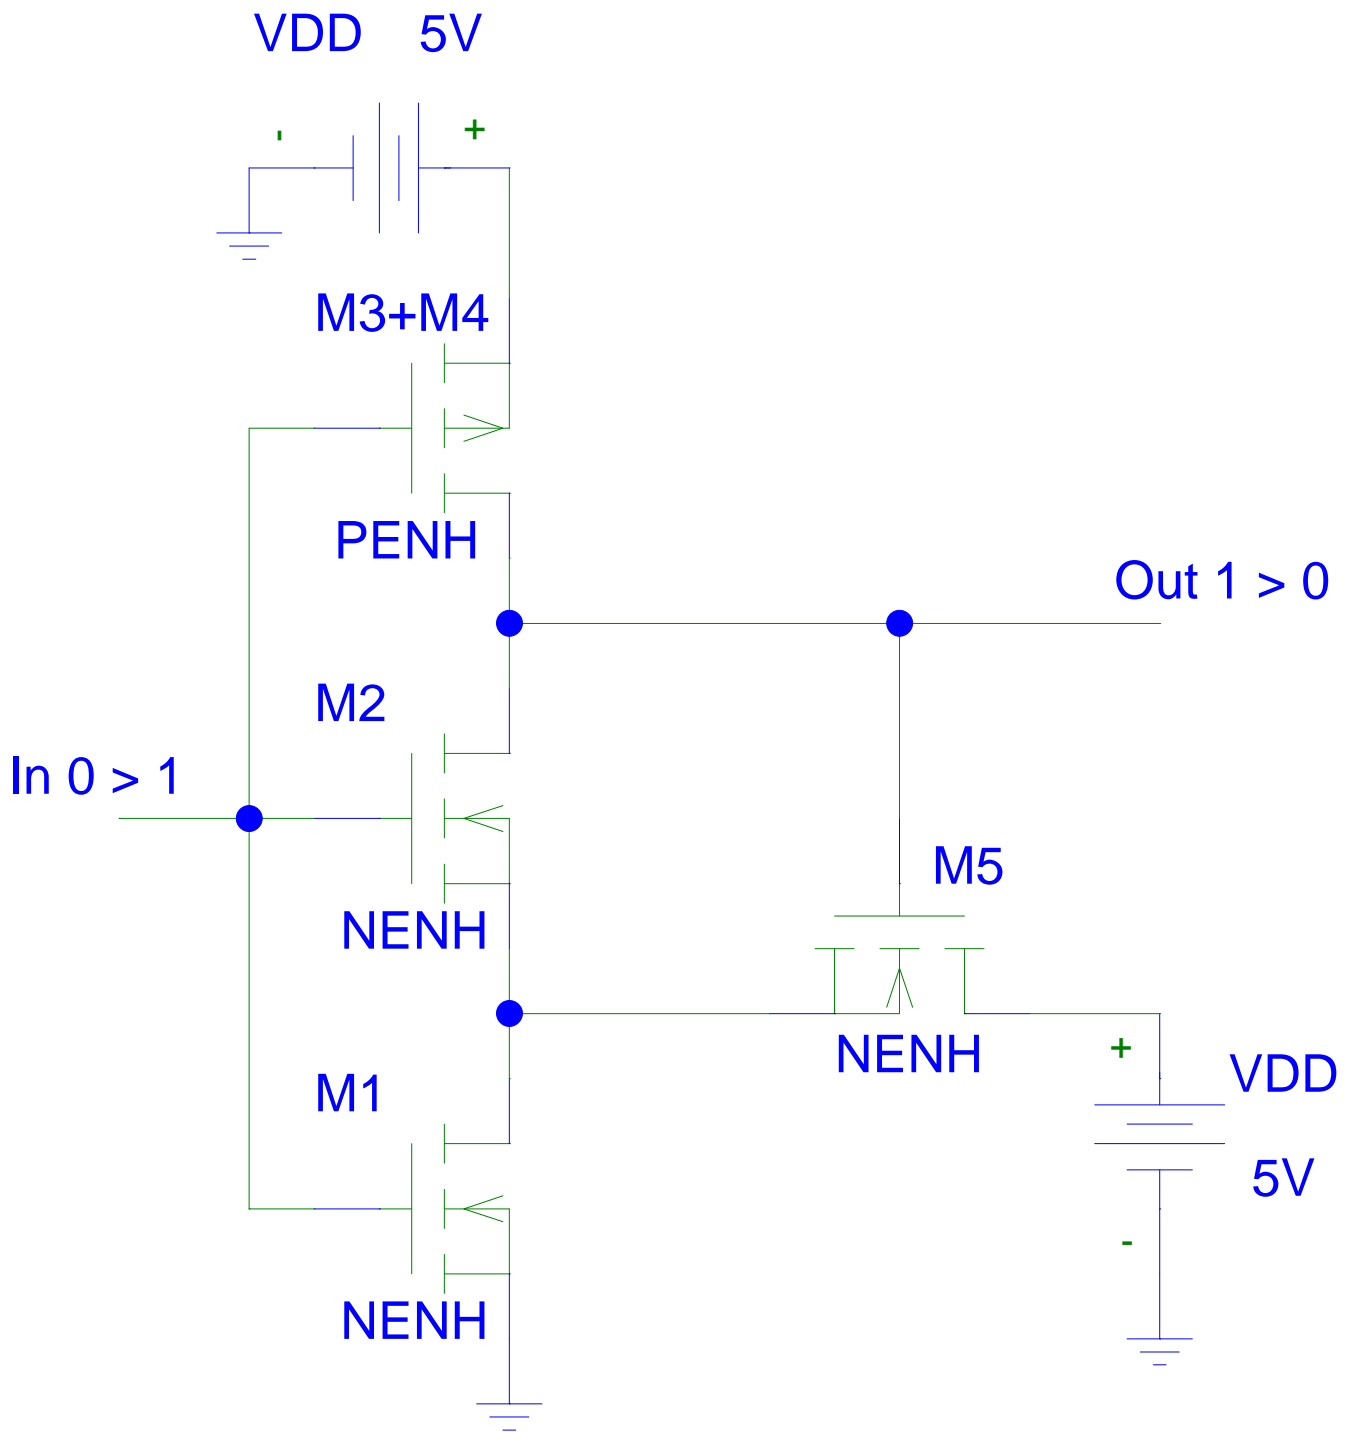 VDD 5V
- +
M3+M4
PENH
Out 1 > 0
M2
In 0 > 1
M5
NENH
NENH
+
VDD
M1
5V
-
NENH